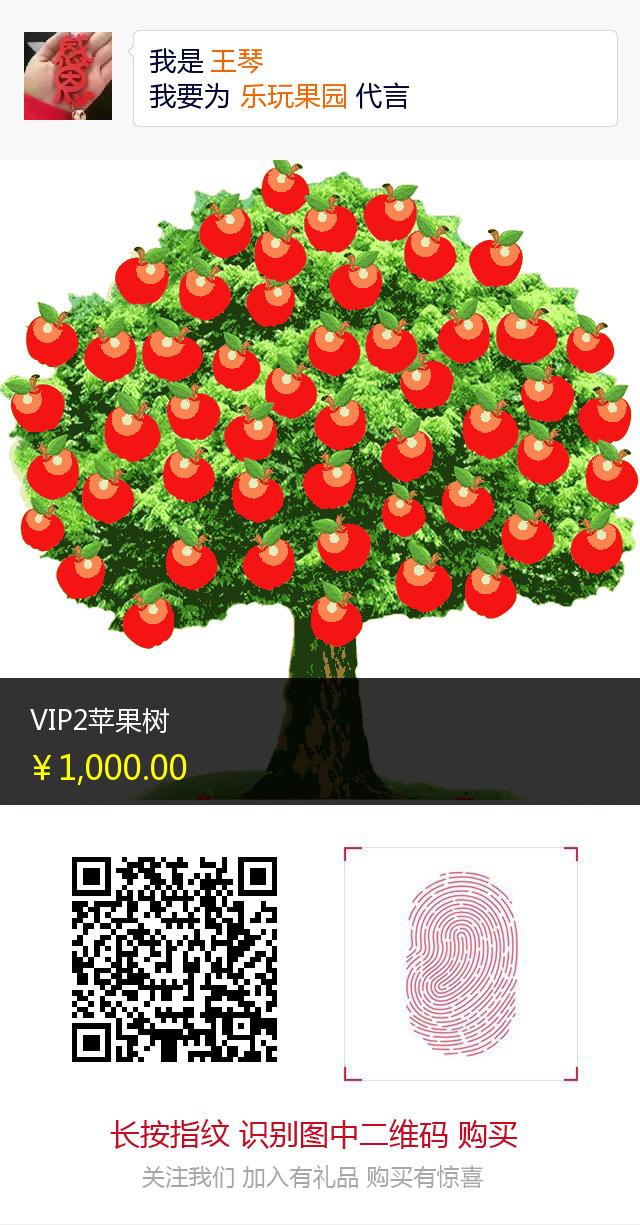 我是 王琴
我要为 乐玩果园 代言
VIP2苹果树
￥1,000.00
长按指纹 识别图中二维码 购买
关注我们 加入有礼品 购买有惊喜